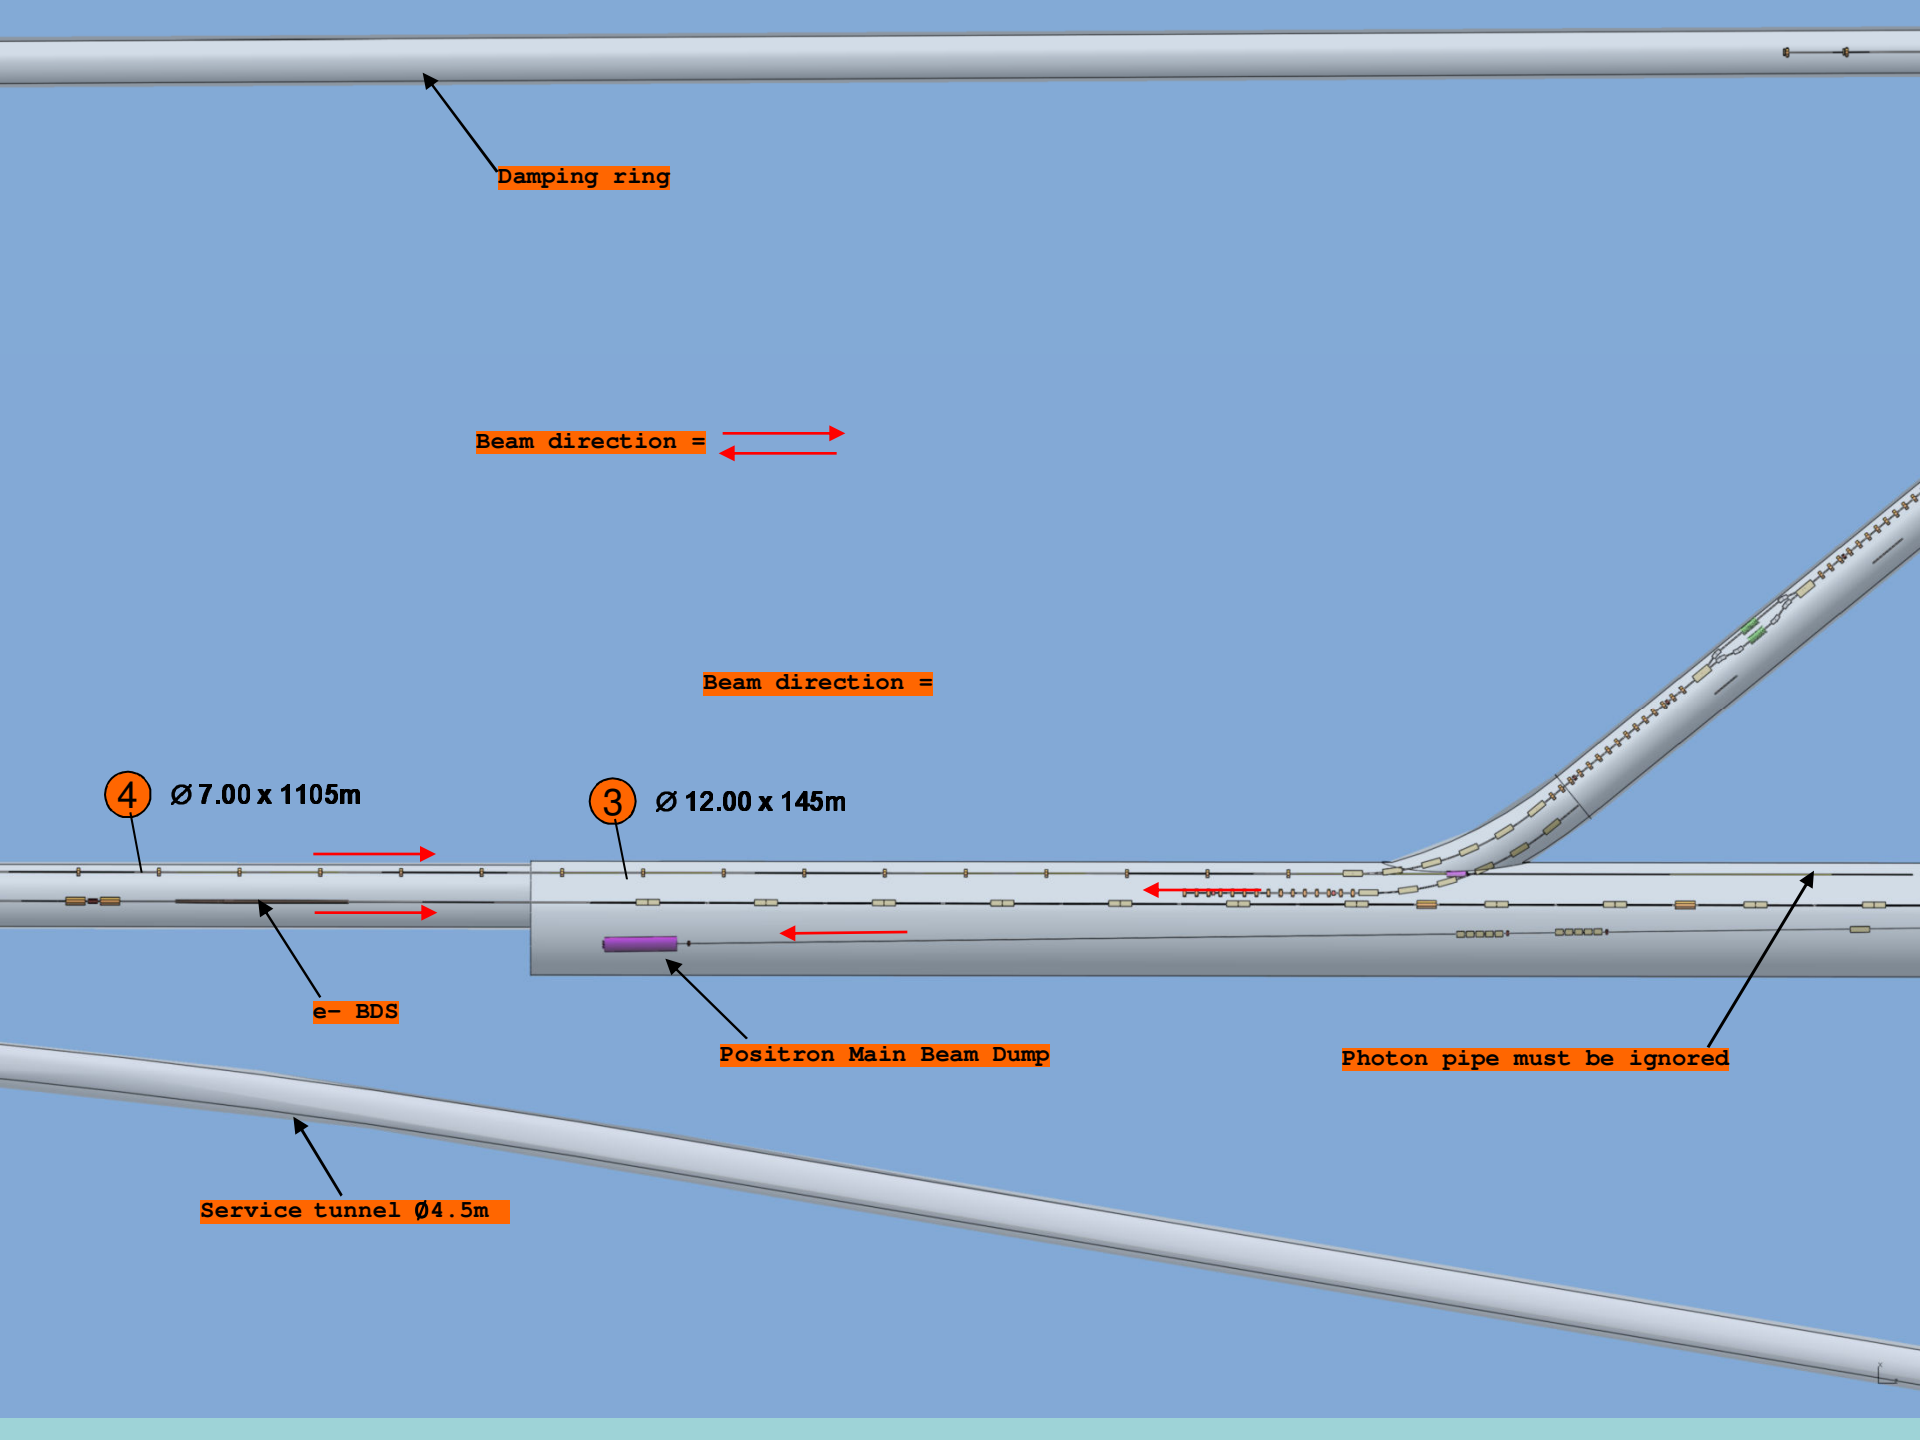 Damping ring
Beam direction =
Beam direction =
4 Ø 7.00 x 1105m
3 Ø 12.00 x 145m
e- BDS
Positron Main Beam Dump
Photon pipe must be ignored
Service tunnel Ø4.5m